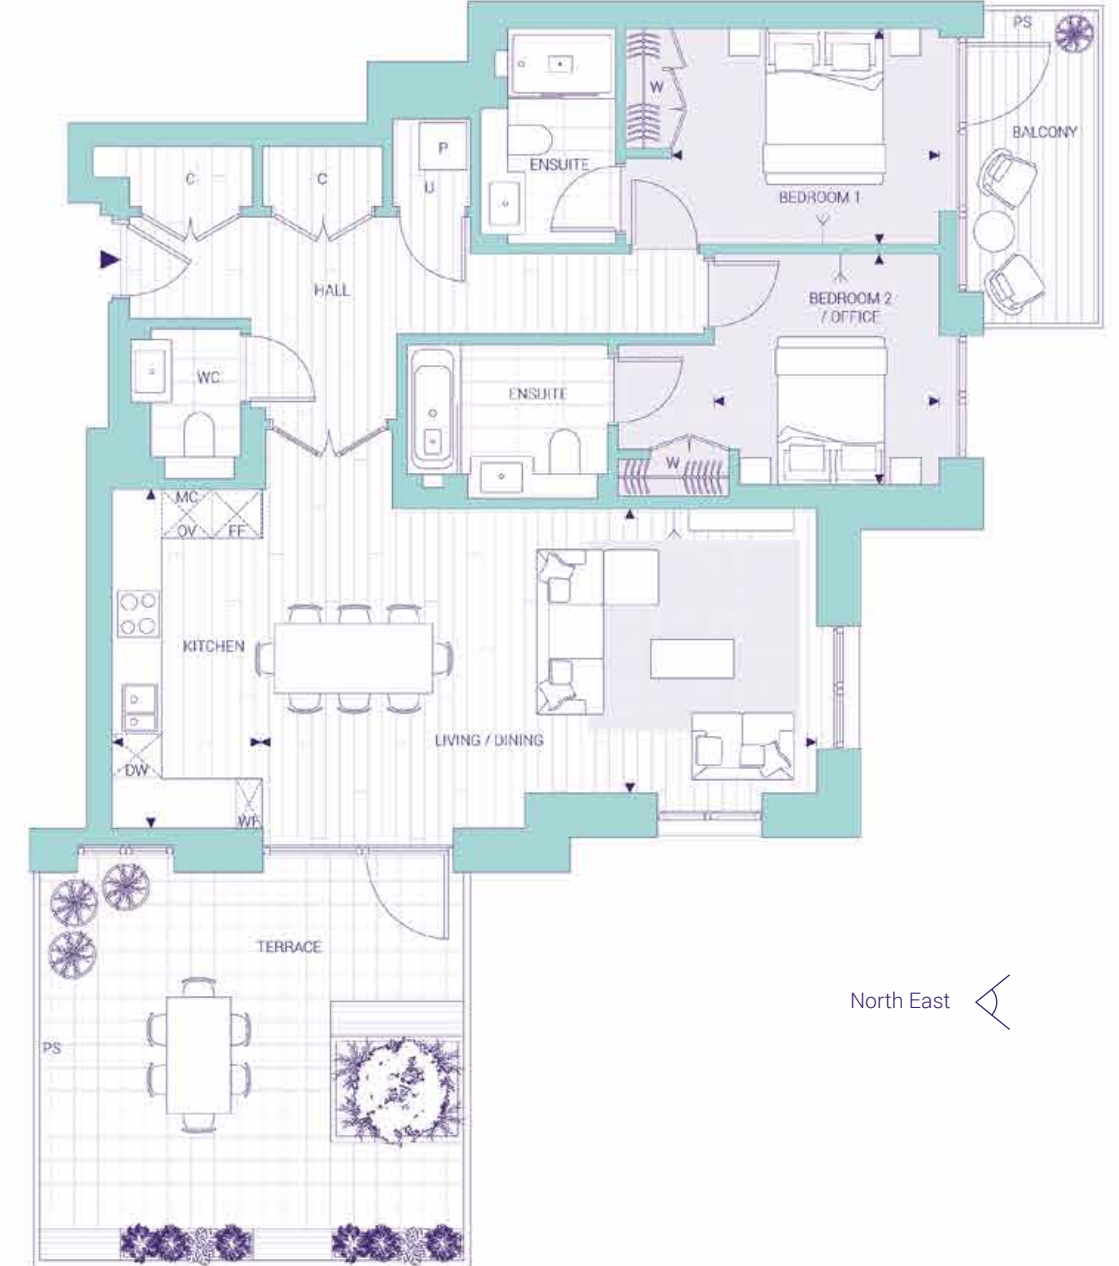 PS
W
P
BALCONY
ENSUITE
C
C
U
BEDROOM 1
HALL
BEDROOM 2
/ OFFICE
WC
ENSUITE
W
MC
OV
FF
KITCHEN
LIVING / DINING
DW
WF
TERRACE
North East
PS